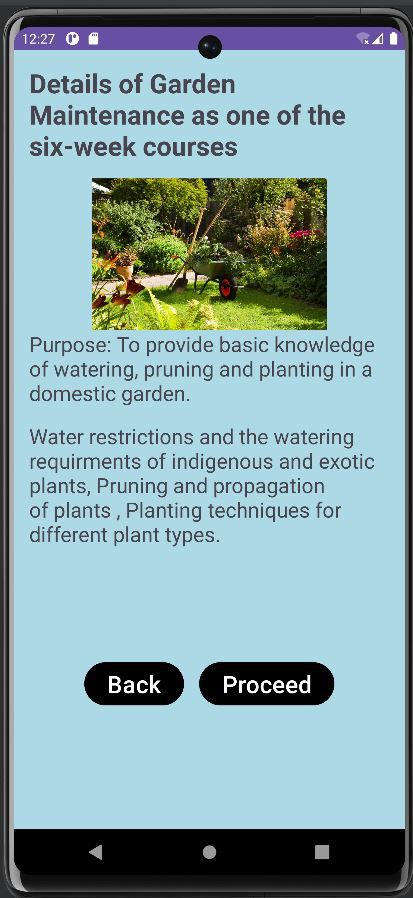 12:27
Details of Garden
Maintenance as one of the
six-week courses
Purpose: To provide basic knowledge
of watering, pruning and planting in a
domestic garden.
Water restrictions and the watering
requirments of indigenous and exotic
plants, Pruning and propagation
of plants , Planting techniques for
different plant types.
Back Proceed